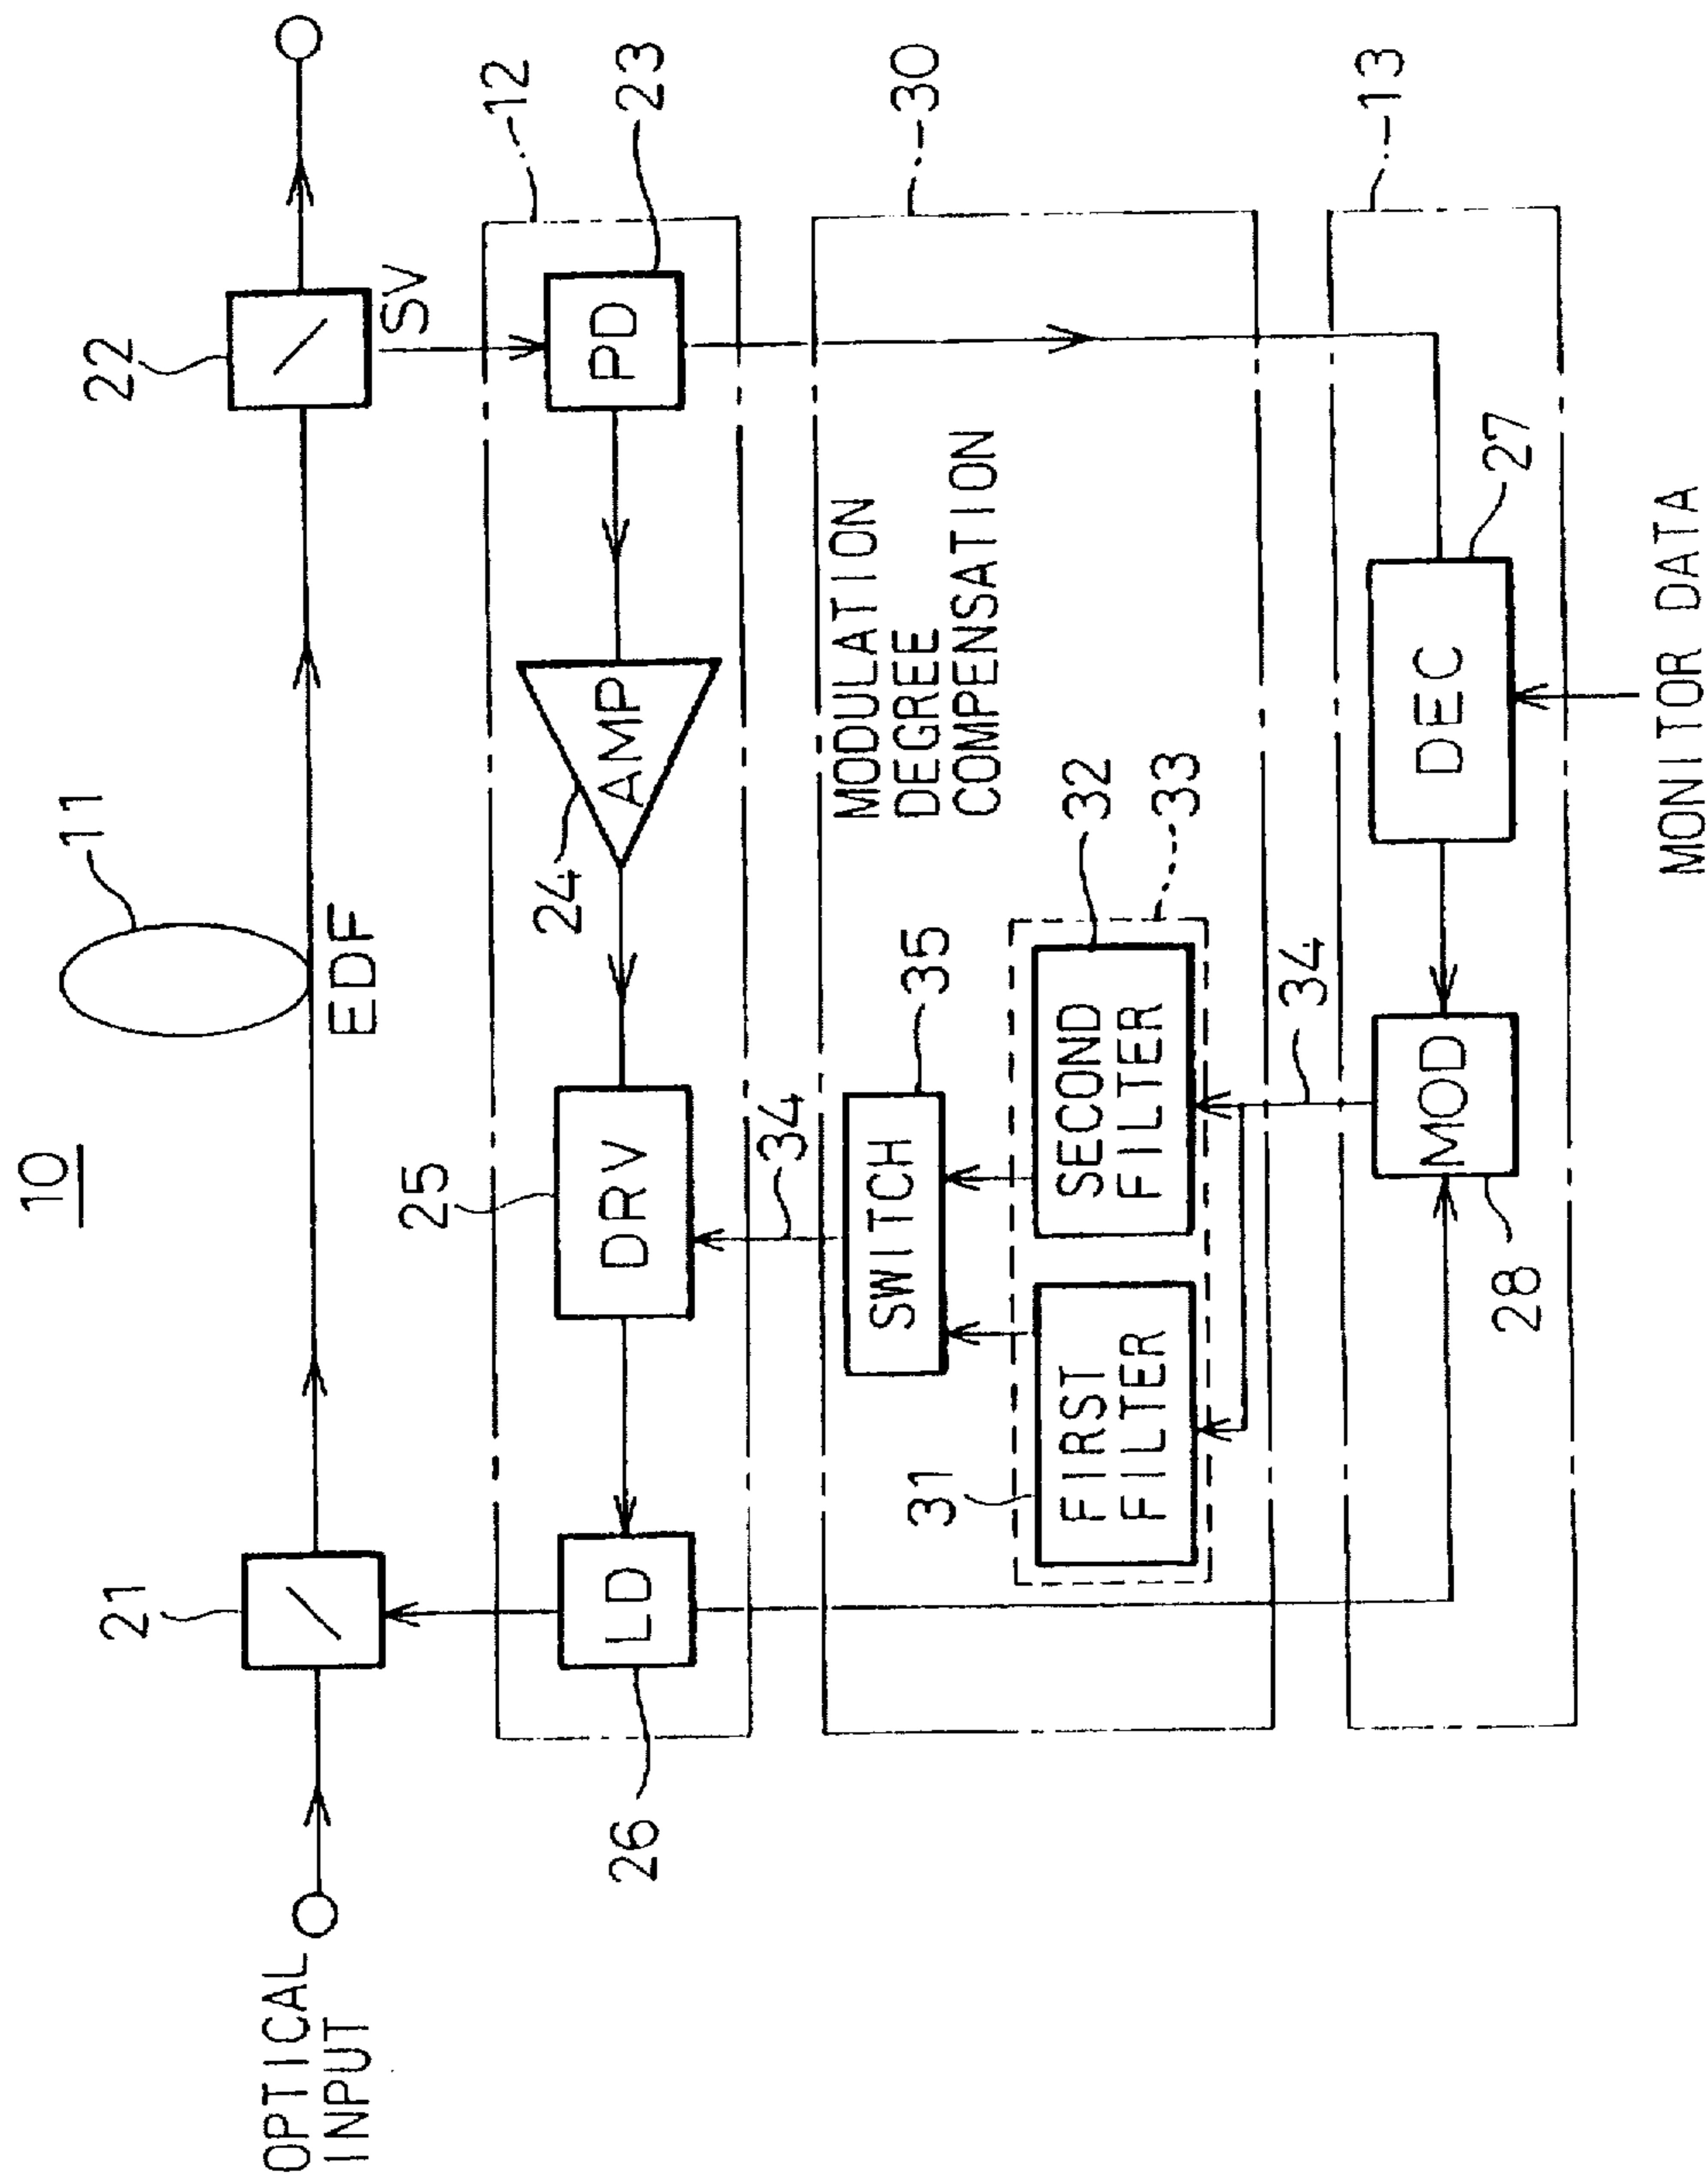 10
11
EDF
OPTICAL
INPUT
21
22
SV
12
26
LD
25
DRV
24
AMP
PD
23
34
30
MODULATION
DEGREE
COMPENSATION
SWITCH
35
31
FIRST
FILTER
SECOND
FILTER
32
33
34
13
28
MOD
DEC
27
MONITOR DATA